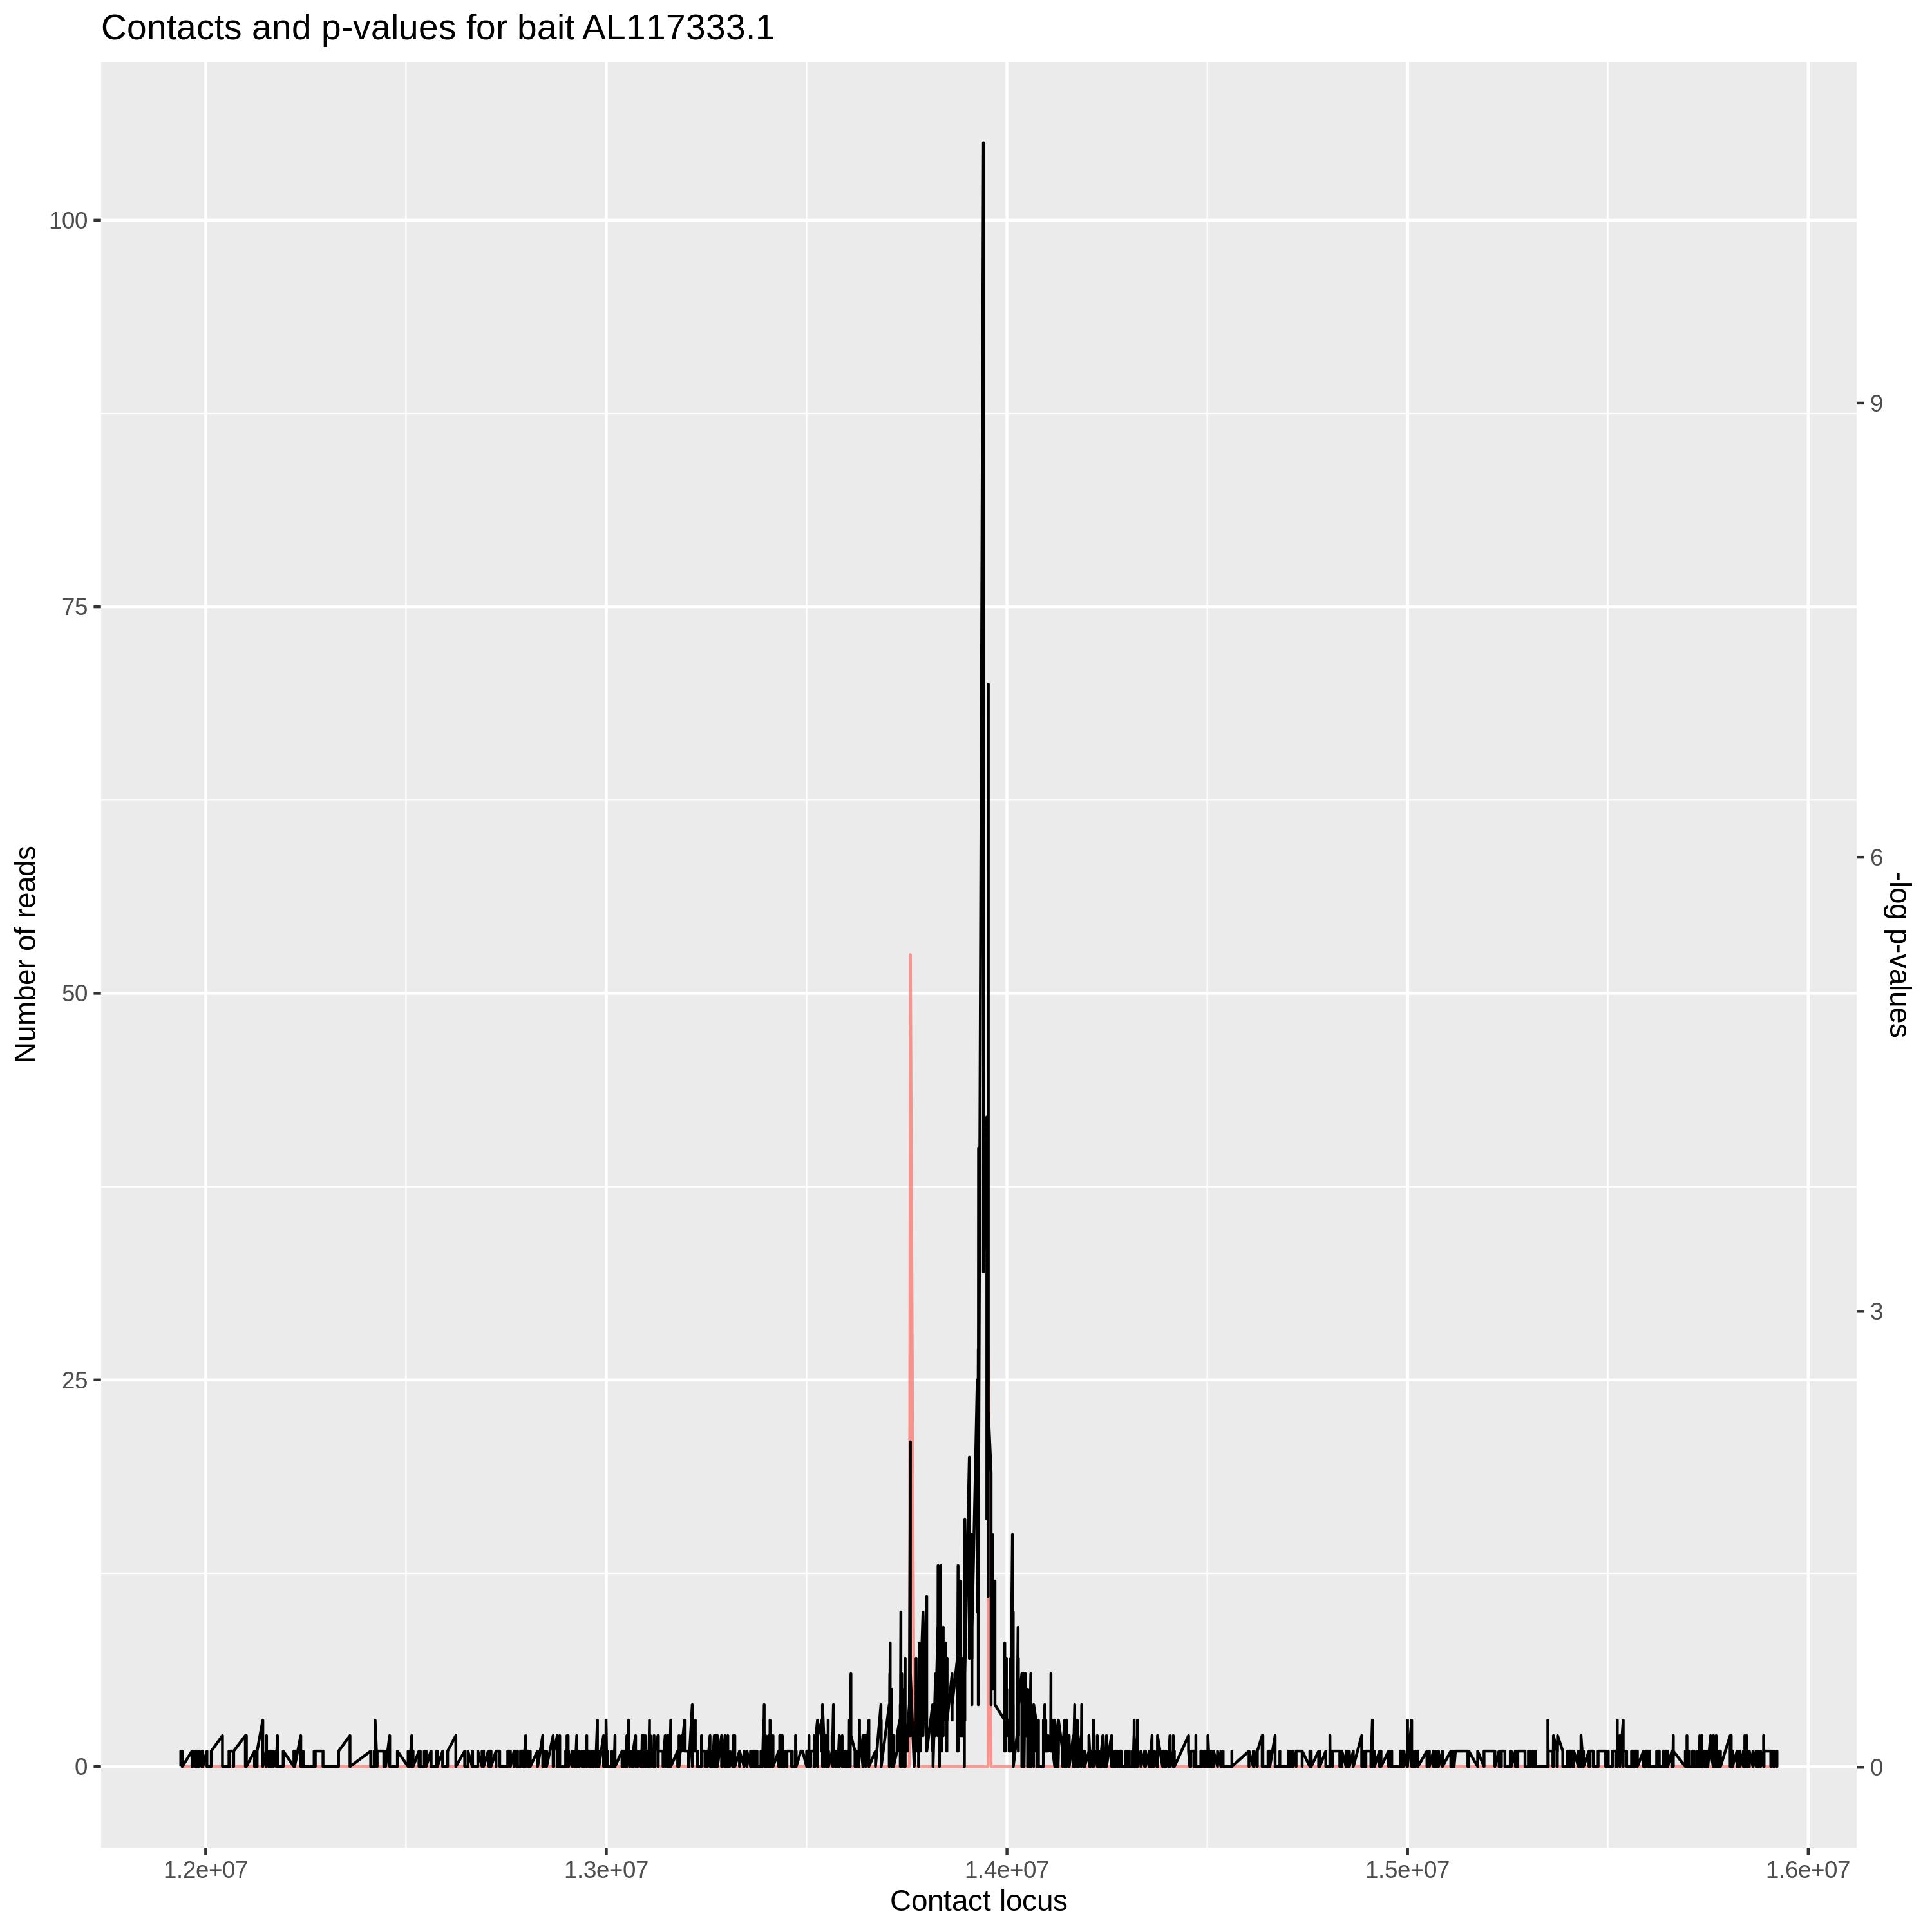 Contacts and p-values for bait AL117333.1
100
75
50
25
0
Number of reads
9
6
3
0
-log p-values
1.2e+07
1.3e+07
1.4e+07
1.5e+07
1.6e+07
Contact locus